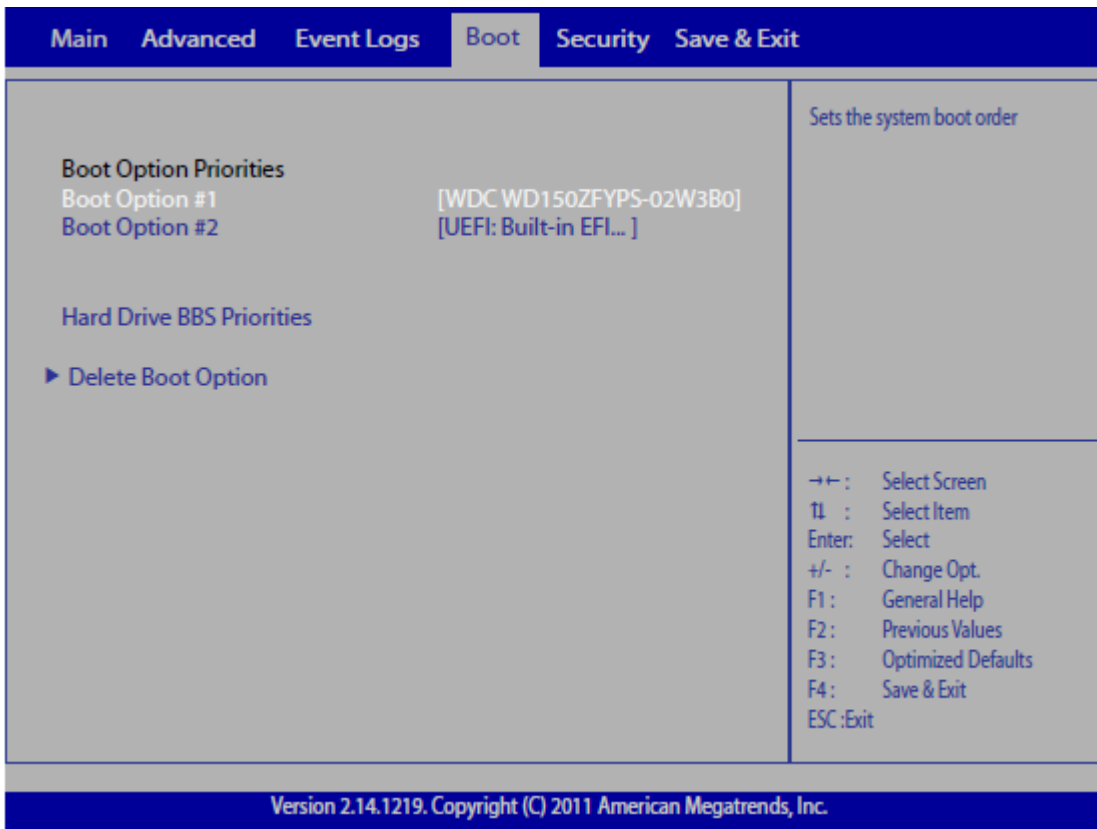 Main Advanced Event Logs Boot Security Save & Exit
Boot Option Priorities
Boot Option #1 [WDC WD150ZFYPS-02W3B0]
Boot Option #2 [UEFI: Built-in EFI... ]
Hard Drive BBS Priorities
▶ Delete Boot Option
Sets the system boot order
→← : Select Screen
↑↓ : Select Item
Enter: Select
+/- : Change Opt.
F1 : General Help
F2 : Previous Values
F3 : Optimized Defaults
F4 : Save & Exit
ESC :Exit
Version 2.14.1219. Copyright (C) 2011 American Megatrends, Inc.